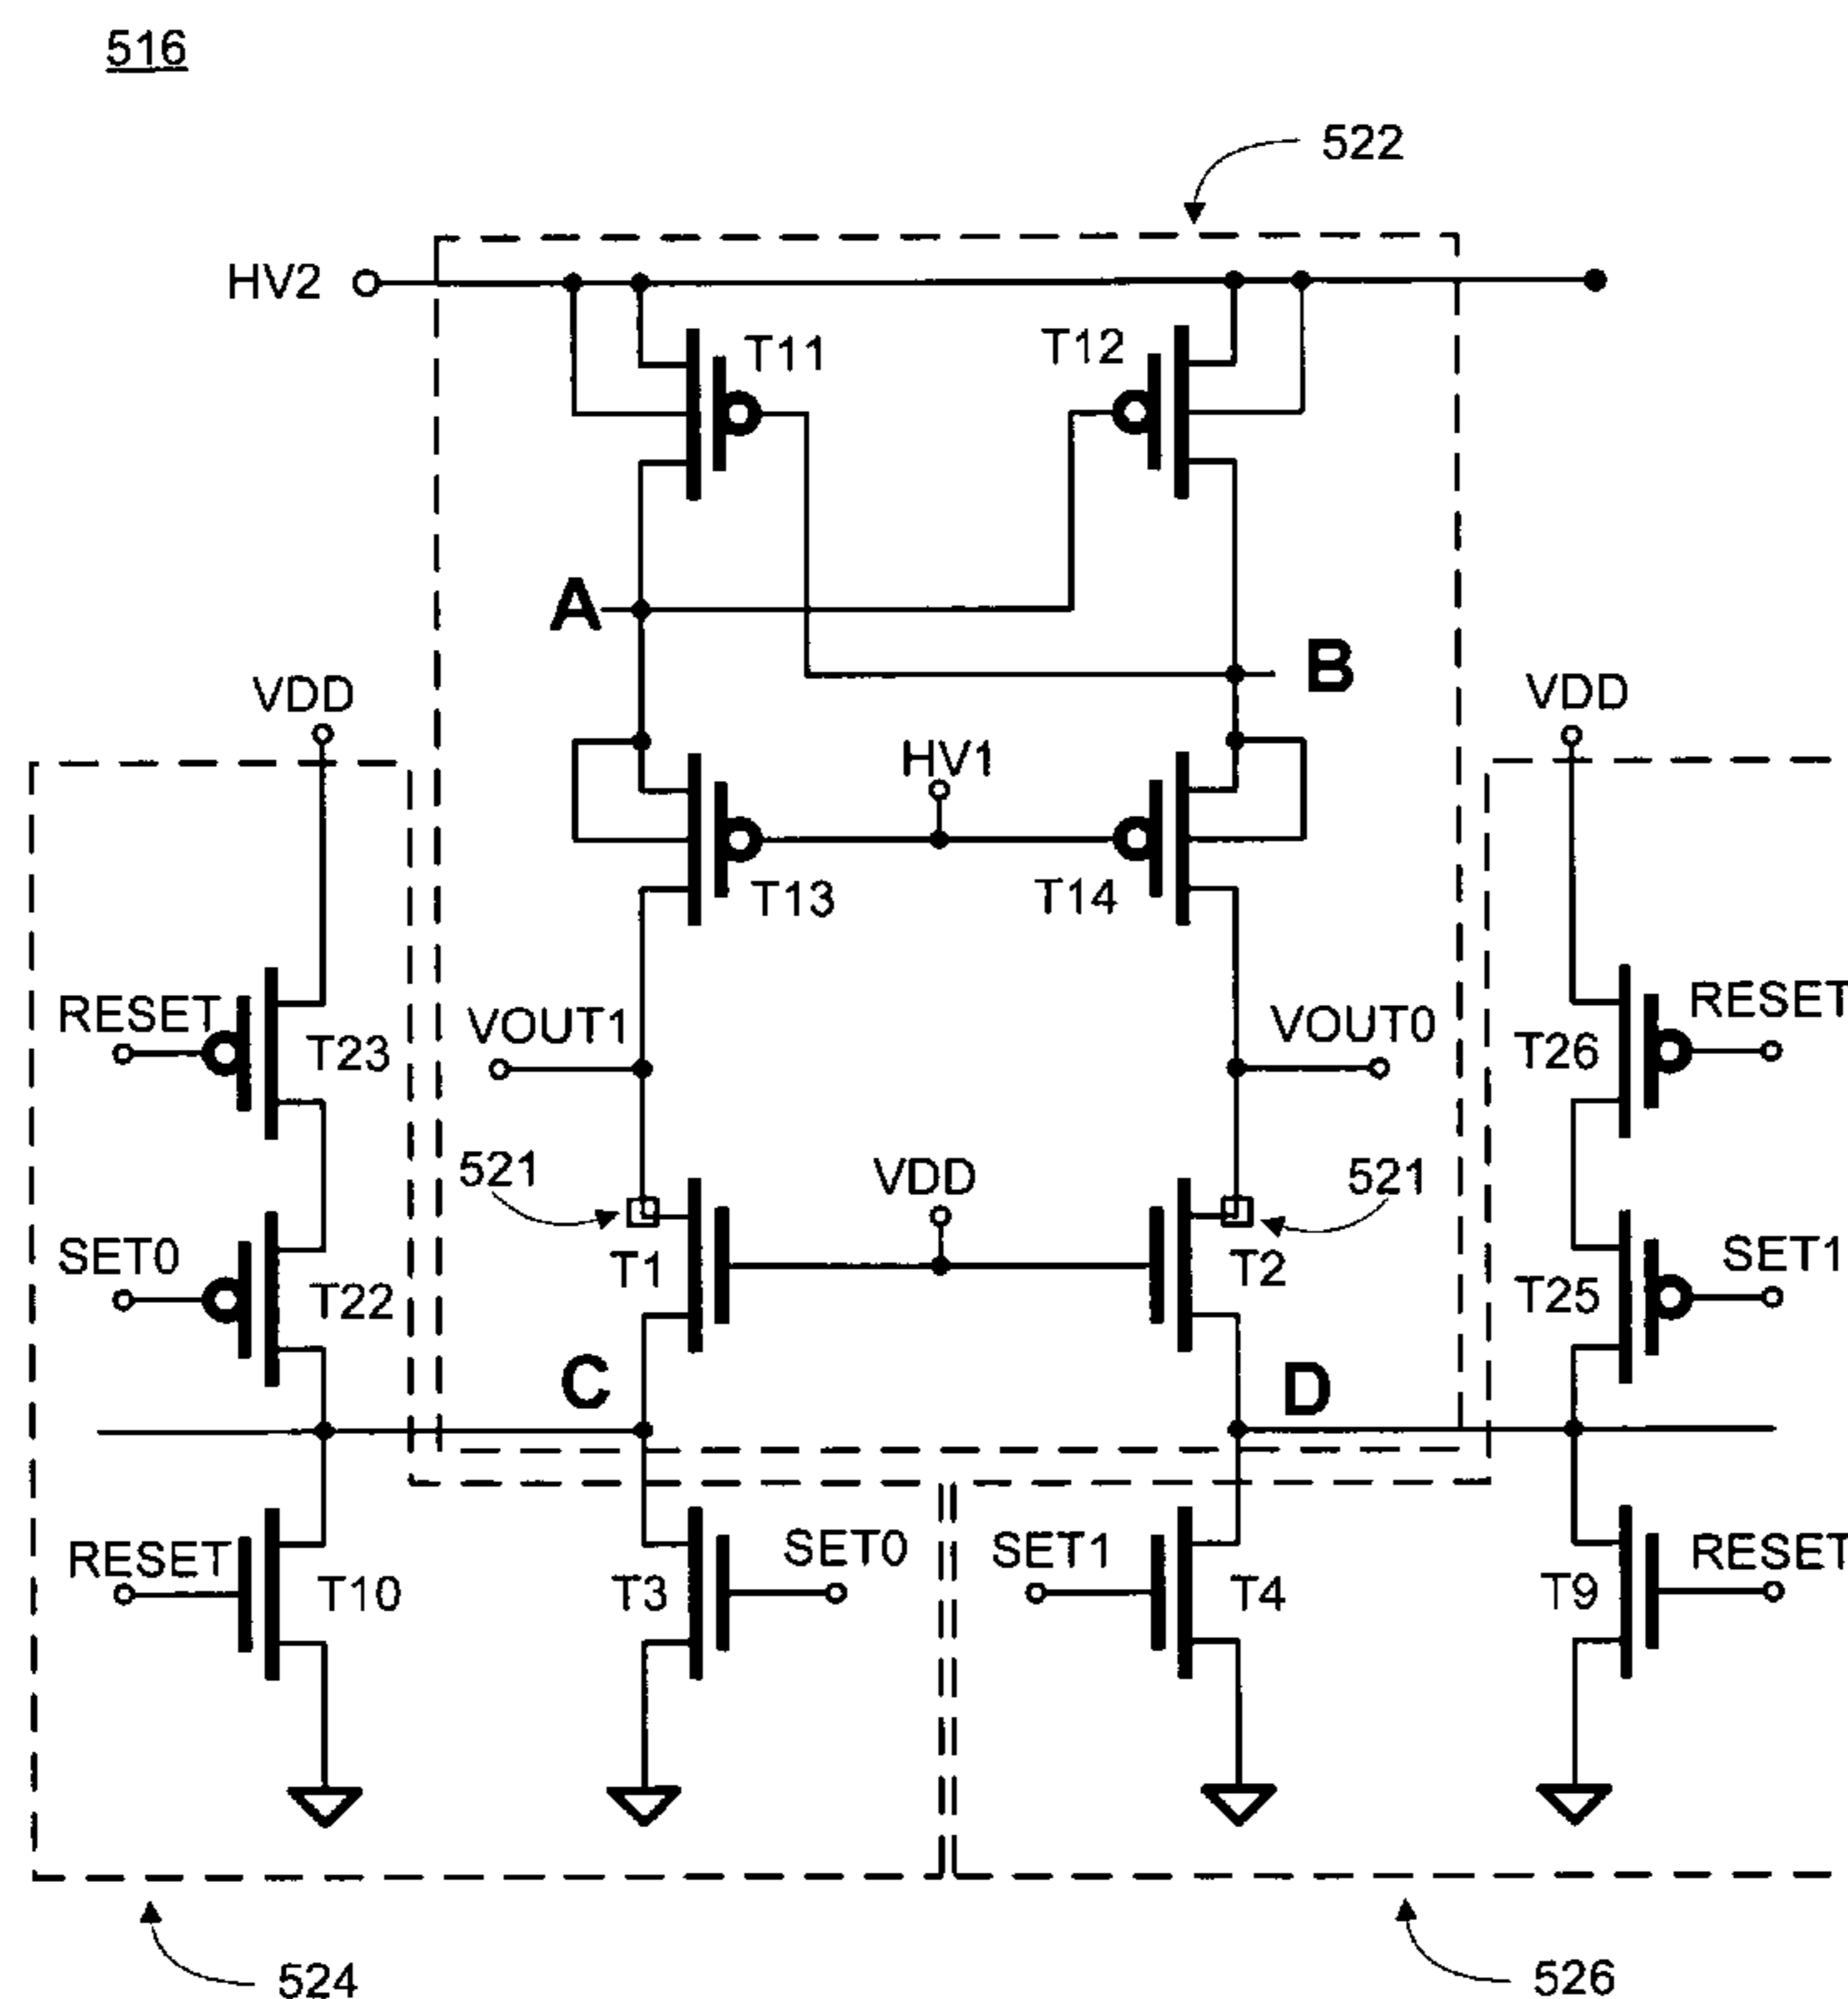 516
522
HV2
T11
T12
A
B
VDD
HV1
VDD
T13
T14
RESET
T23
VOUT1
VOUT0
T26
RESET
521
VDD
521
SET0
T22
T1
T2
T25
SET1
C
D
RESET
T10
T3
SET0
SET1
T4
T9
RESET
524
526